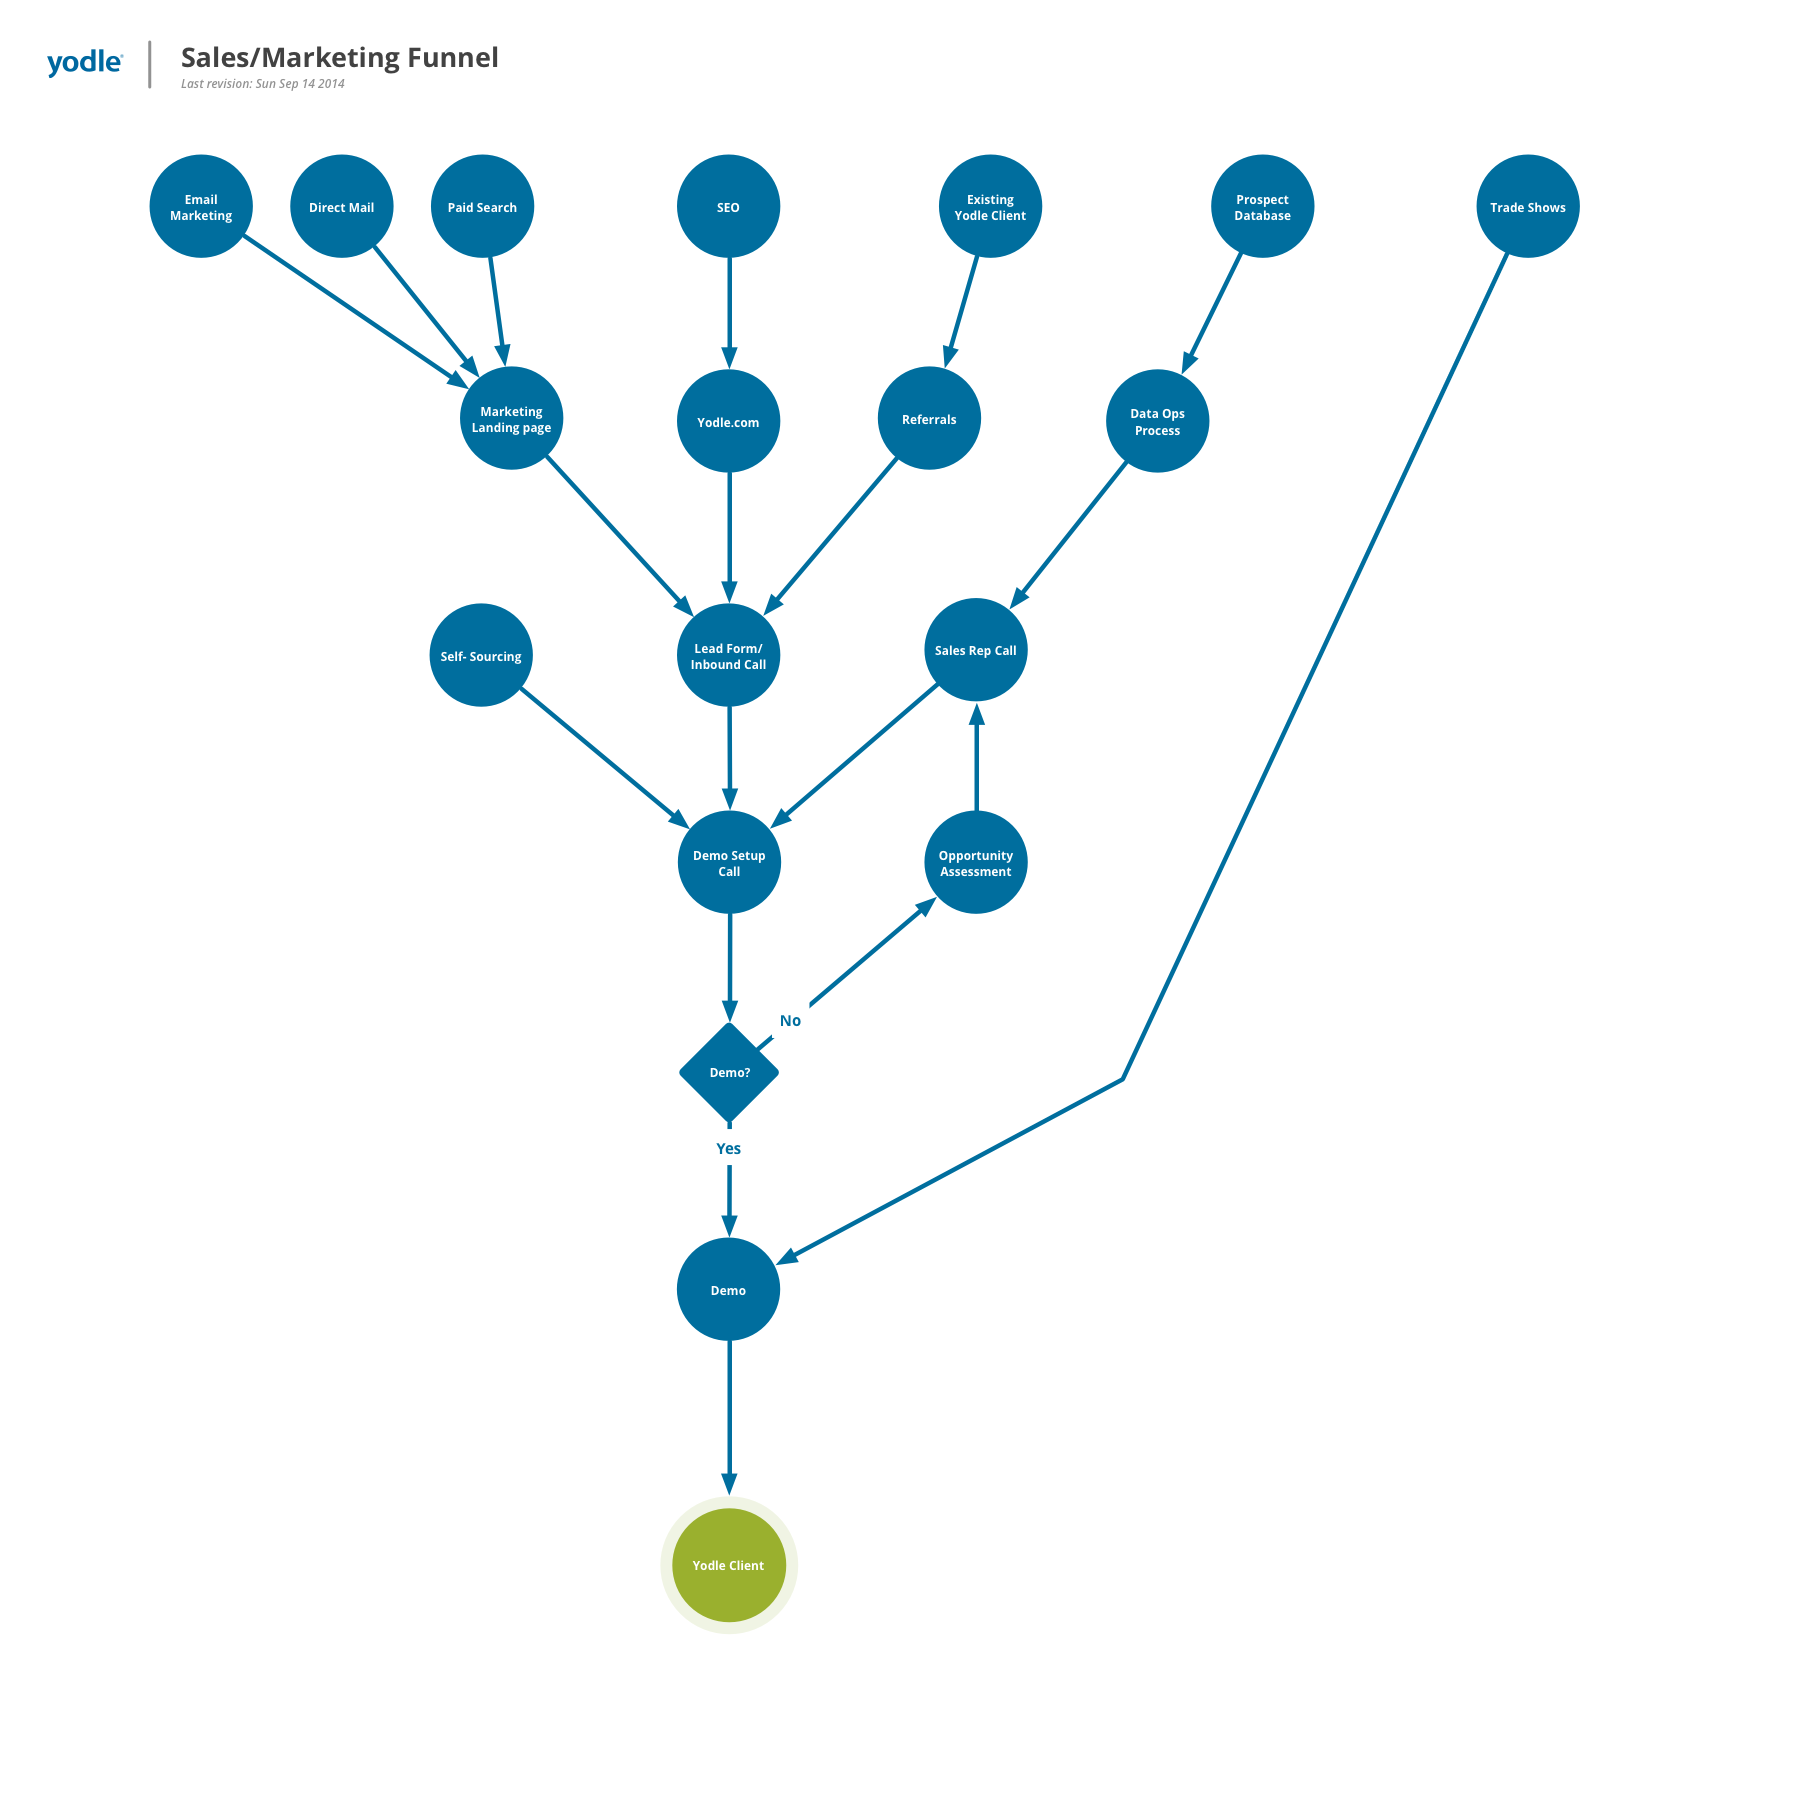 yodle
Sales/Marketing Funnel
Last revision: Sun Sep 14 2014
Email
Marketing
Direct Mail
Paid Search
SEO
Existing
Yodle Client
Prospect
Database
Trade Shows
Marketing
Landing page
Yodle.com
Referrals
Data Ops
Process
Self- Sourcing
Lead Form/
Inbound Call
Sales Rep Call
Demo Setup
Call
Opportunity
Assessment
No
Demo?
Yes
Demo
Yodle Client